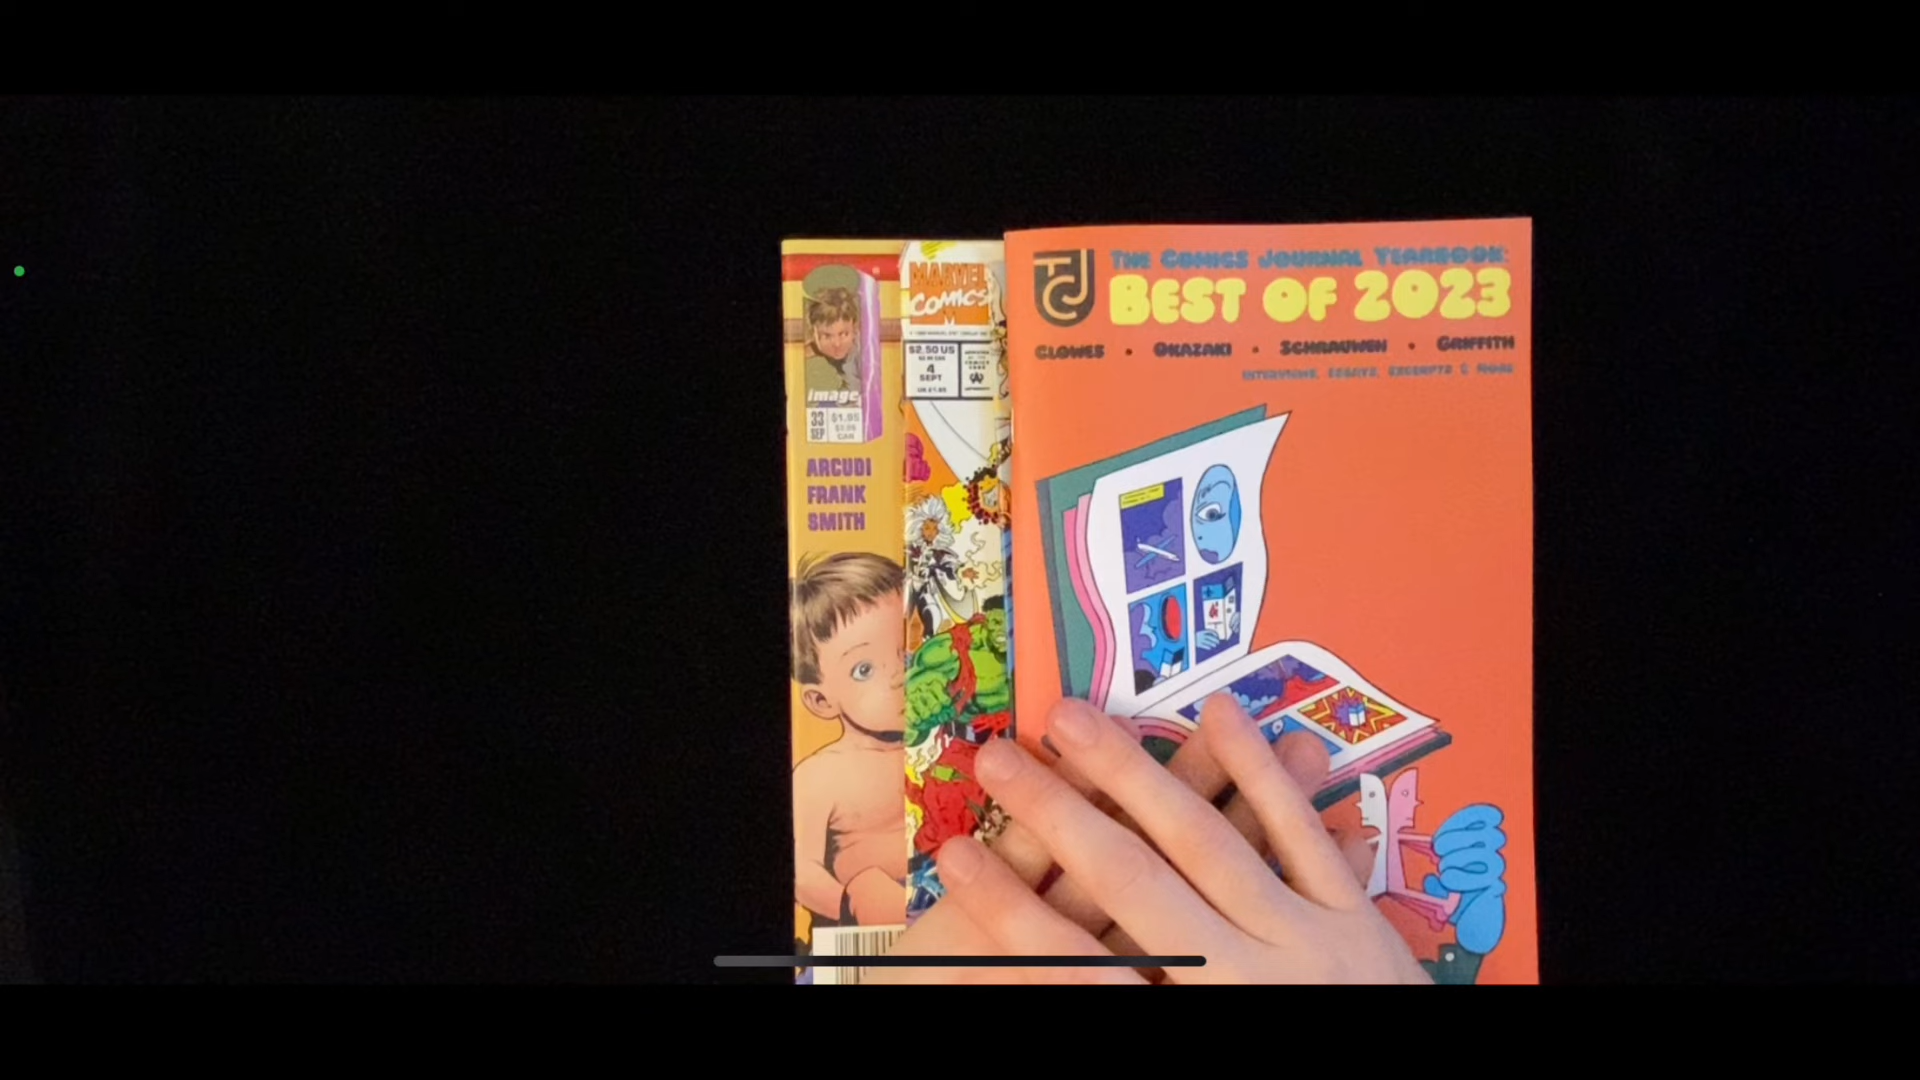 image
33
SEP
$1.95
CAN
ARCUDI
FRANK
SMITH
MARVEL
COMICS
$2.50 US
4
SEPT
TCJ
THE COMICS JOURNAL YEARBOOK:
BEST OF 2023
CLOWES • OKAZAKI • SCHRAUWEN • GRIFFITH
INTERVIEWS, ESSAYS, EXCERPTS & MORE